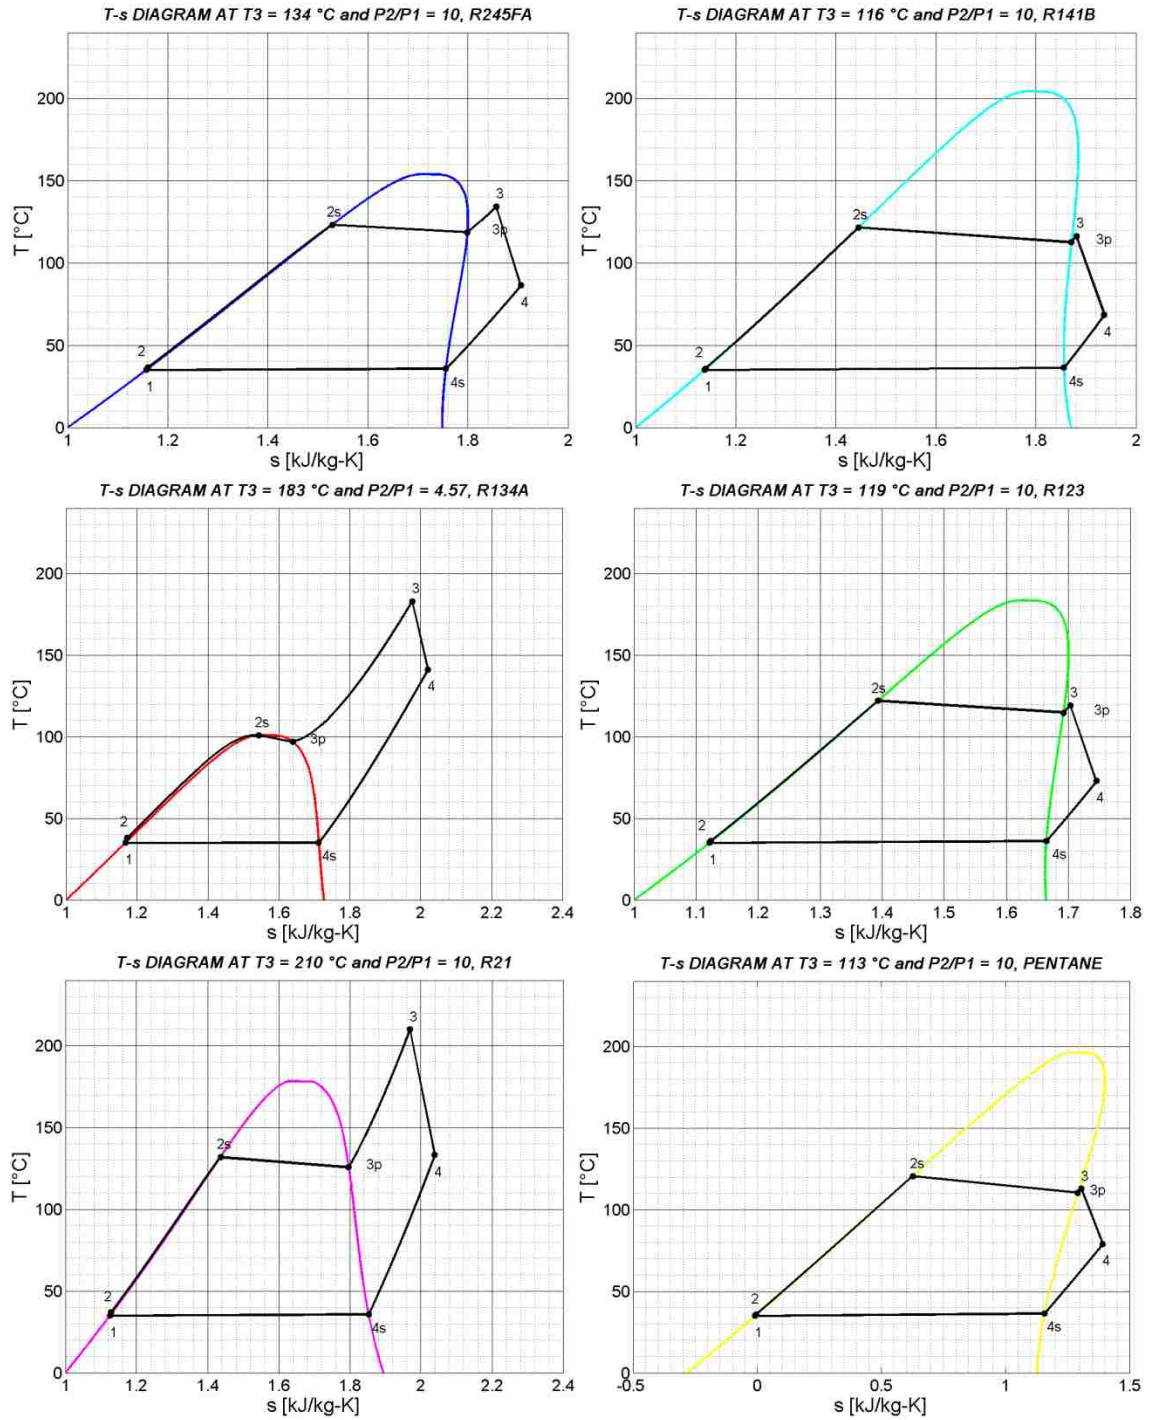 T-s DIAGRAM AT T3 = 134 °C and P2/P1 = 10, R245FA
200
150
100
50
0
T [°C]
1
1.2
1.4
1.6
1.8
2
s [kJ/kg-K]
1
2
2s
3p
3
4
4s
T-s DIAGRAM AT T3 = 116 °C and P2/P1 = 10, R141B
200
150
100
50
0
T [°C]
1
1.2
1.4
1.6
1.8
2
s [kJ/kg-K]
1
2
2s
3p
3
4
4s
T-s DIAGRAM AT T3 = 183 °C and P2/P1 = 4.57, R134A
200
150
100
50
0
T [°C]
1
1.2
1.4
1.6
1.8
2
2.2
2.4
s [kJ/kg-K]
1
2
2s
3p
3
4
4s
T-s DIAGRAM AT T3 = 119 °C and P2/P1 = 10, R123
200
150
100
50
0
T [°C]
1
1.1
1.2
1.3
1.4
1.5
1.6
1.7
1.8
s [kJ/kg-K]
1
2
2s
3p
3
4
4s
T-s DIAGRAM AT T3 = 210 °C and P2/P1 = 10, R21
200
150
100
50
0
T [°C]
1
1.2
1.4
1.6
1.8
2
2.2
2.4
s [kJ/kg-K]
1
2
2s
3p
3
4
4s
T-s DIAGRAM AT T3 = 113 °C and P2/P1 = 10, PENTANE
200
150
100
50
0
T [°C]
-0.5
0
0.5
1
1.5
s [kJ/kg-K]
1
2
2s
3p
3
4
4s